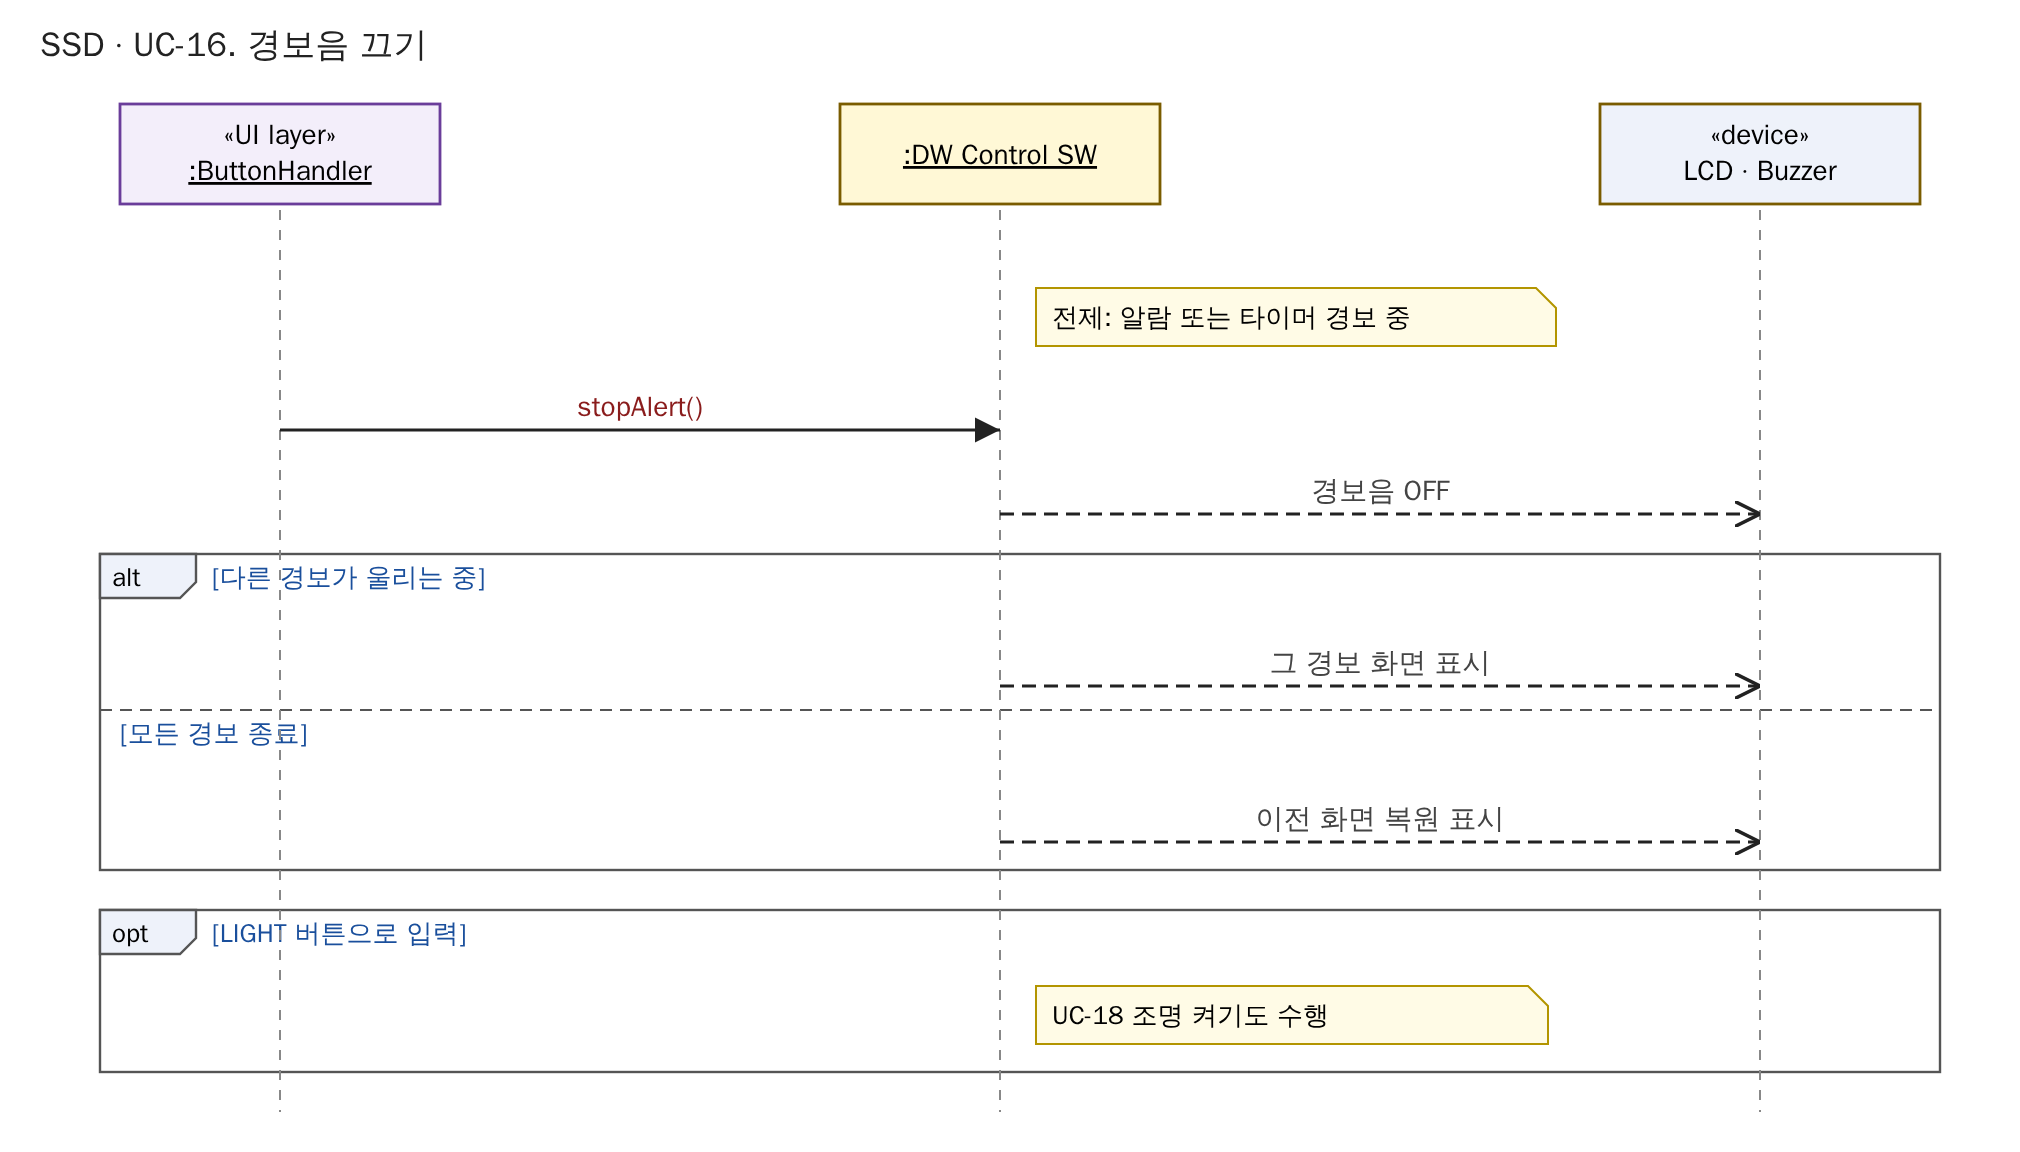 SSD · UC-16. 경보음 끄기
«UI layer»
:ButtonHandler
:DW Control SW
«device»
LCD · Buzzer
전제: 알람 또는 타이머 경보 중
stopAlert()
경보음 OFF
alt
[다른 경보가 울리는 중]
그 경보 화면 표시
[모든 경보 종료]
이전 화면 복원 표시
opt
[LIGHT 버튼으로 입력]
UC-18 조명 켜기도 수행